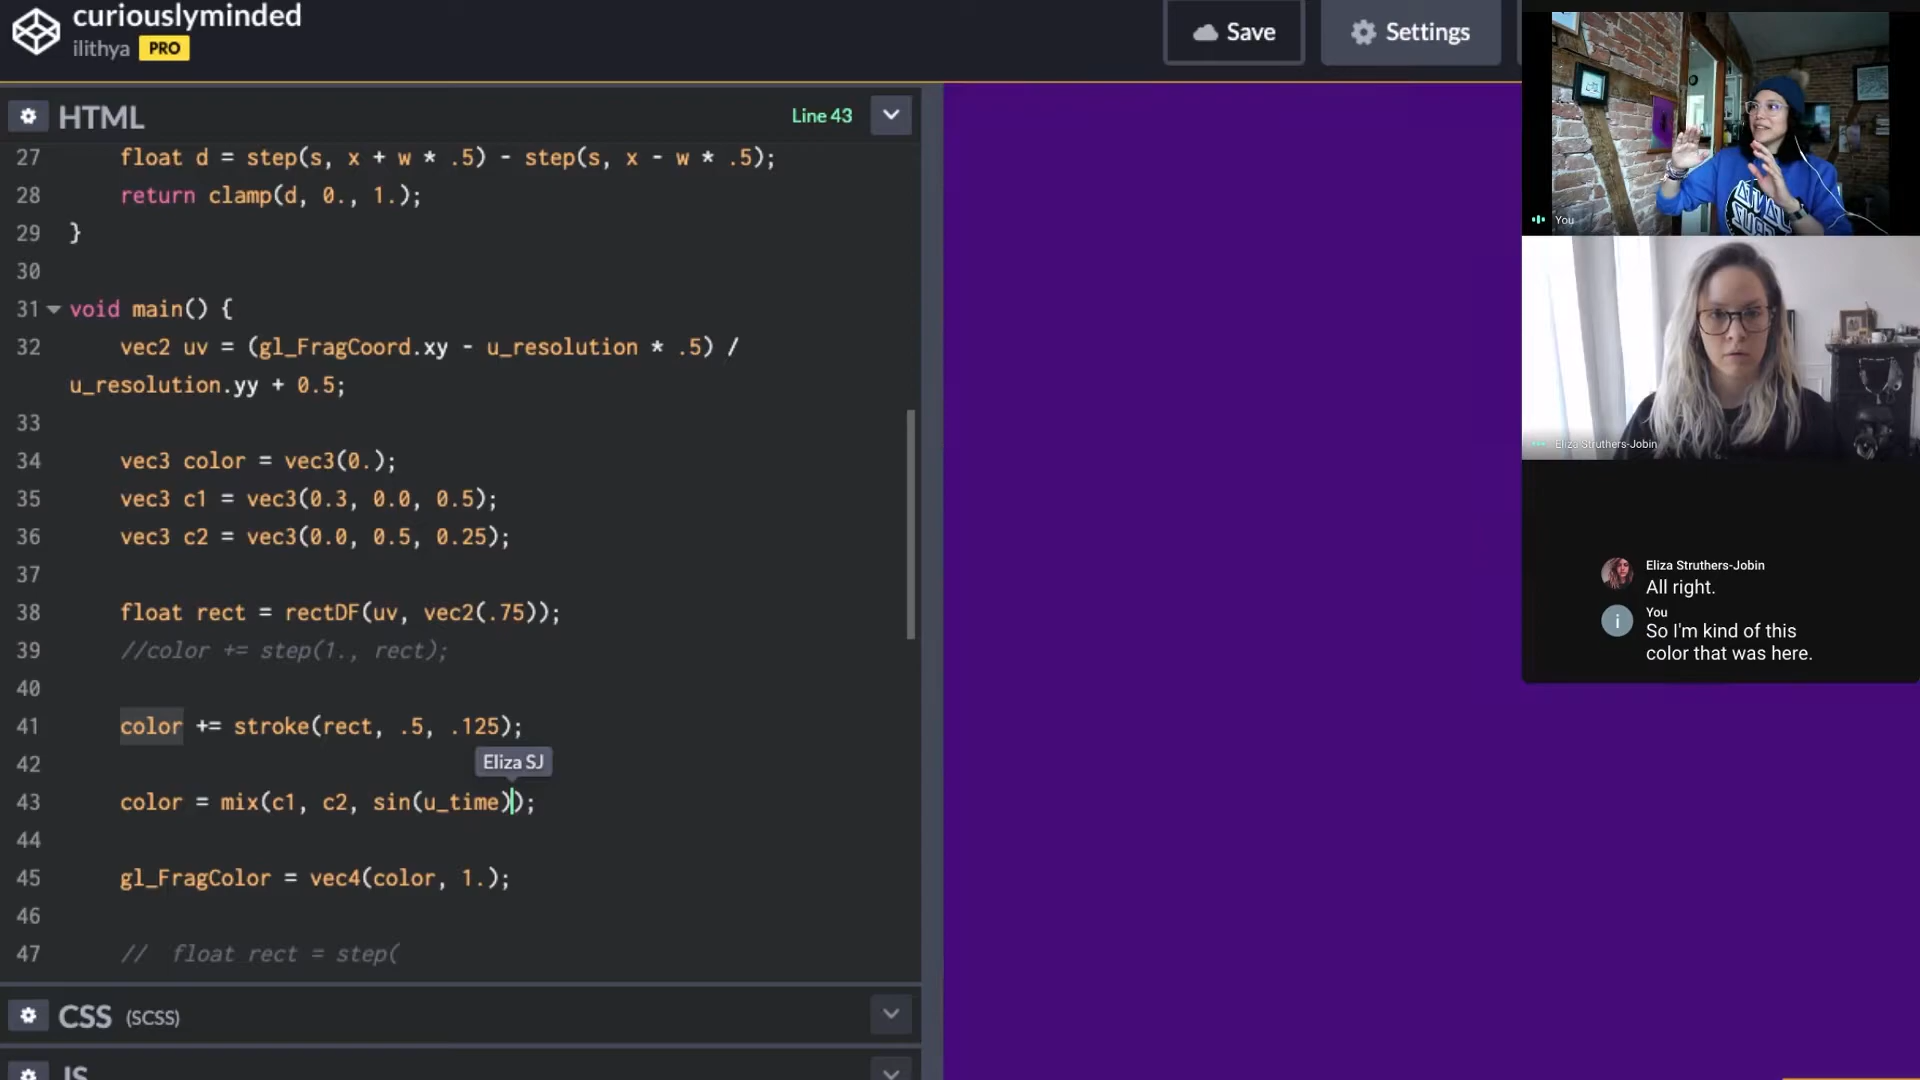 curiouslyminded
ilithya PRO
Save
Settings
HTML
Line 43
27 float d = step(s, x + w * .5) - step(s, x - w * .5);
28 return clamp(d, 0., 1.);
29 }
30
31 void main() {
32 vec2 uv = (gl_FragCoord.xy - u_resolution * .5) /
u_resolution.yy + 0.5;
33
34 vec3 color = vec3(0.);
35 vec3 c1 = vec3(0.3, 0.0, 0.5);
36 vec3 c2 = vec3(0.0, 0.5, 0.25);
37
38 float rect = rectDF(uv, vec2(.75));
39 //color += step(1., rect);
40
41 color += stroke(rect, .5, .125);
42
Eliza SJ
43 color = mix(c1, c2, sin(u_time));
44
45 gl_FragColor = vec4(color, 1.);
46
47 // float rect = step(
CSS (SCSS)
JS
You
Eliza Struthers-Jobin
Eliza Struthers-Jobin
All right.
i
You
So I'm kind of this
color that was here.